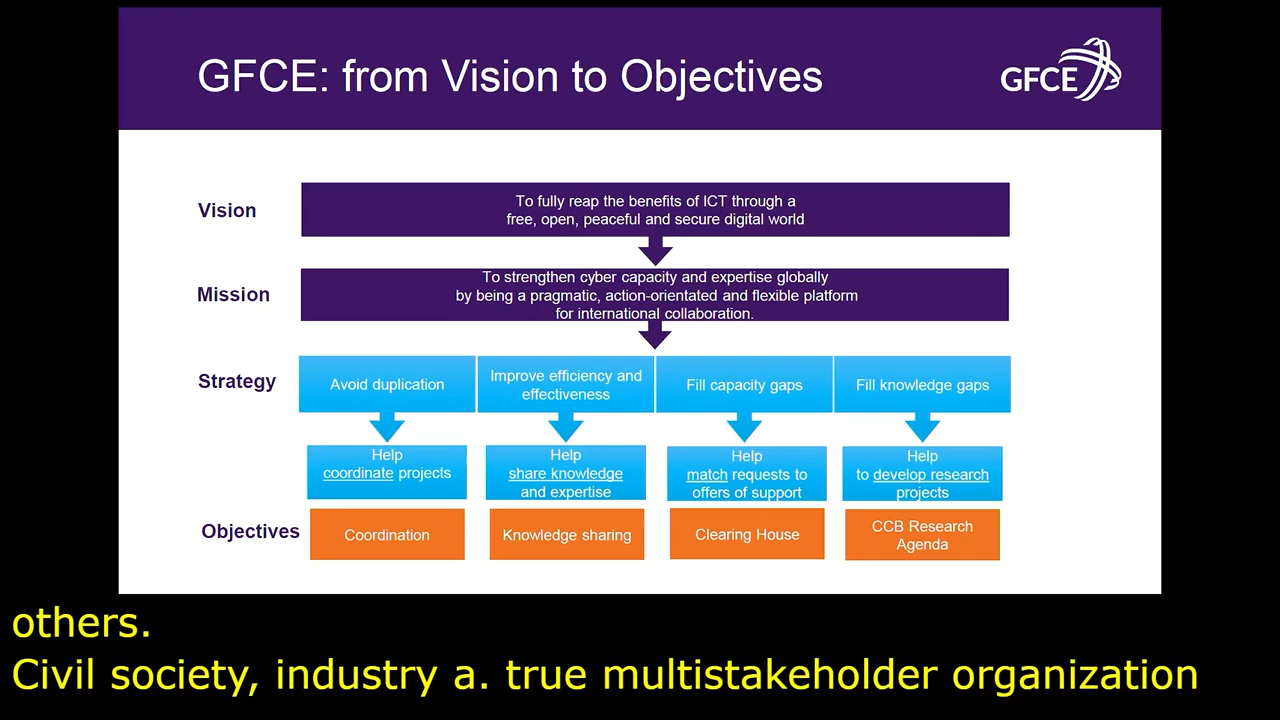 GFCE: from Vision to Objectives
GFCE
Vision
To fully reap the benefits of ICT through a
free, open, peaceful and secure digital world
Mission
To strengthen cyber capacity and expertise globally
by being a pragmatic, action-orientated and flexible platform
for international collaboration.
Strategy
Avoid duplication
Improve efficiency and
effectiveness
Fill capacity gaps
Fill knowledge gaps
Help
coordinate projects
Help
share knowledge
and expertise
Help
match requests to
offers of support
Help
to develop research
projects
Objectives
Coordination
Knowledge sharing
Clearing House
CCB Research
Agenda
others.
Civil society, industry a. true multistakeholder organization